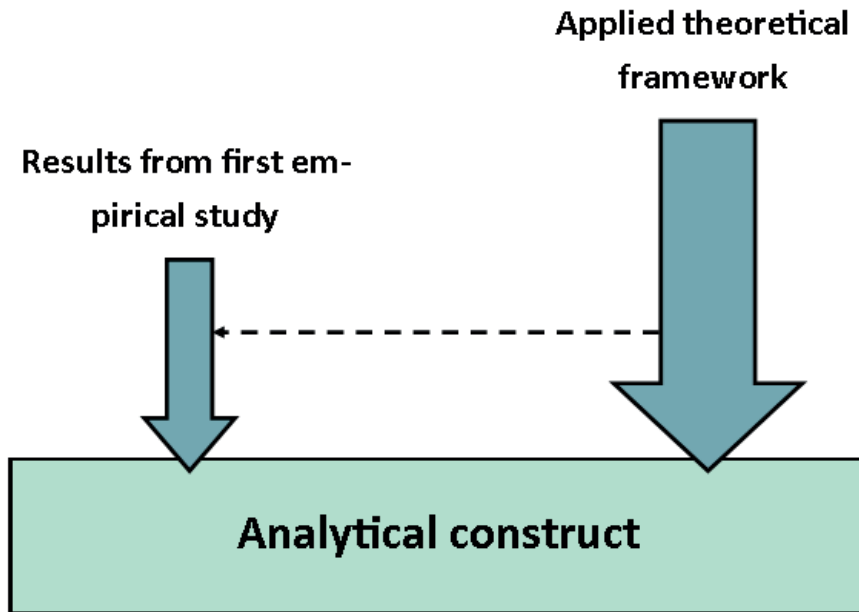 Applied theoretical
framework
Results from first em-
pirical study
Analytical construct